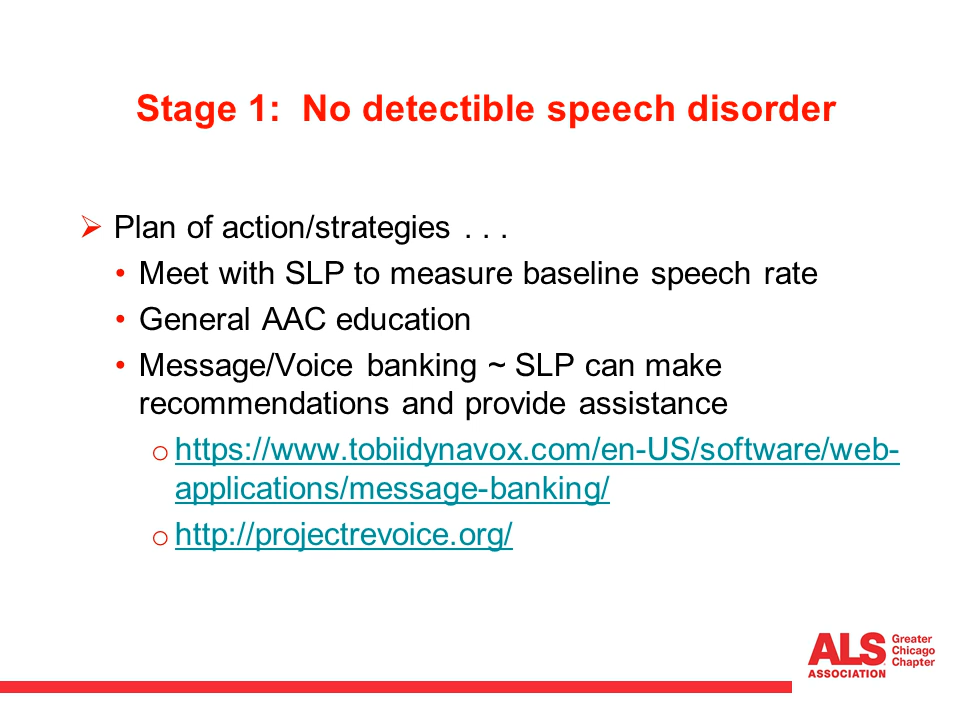 Stage 1: No detectible speech disorder
Plan of action/strategies . . .
• Meet with SLP to measure baseline speech rate
• General AAC education
• Message/Voice banking ~ SLP can make
recommendations and provide assistance
o https://www.tobiidynavox.com/en-US/software/web-
applications/message-banking/
o http://projectrevoice.org/
ALS ASSOCIATION
Greater
Chicago
Chapter